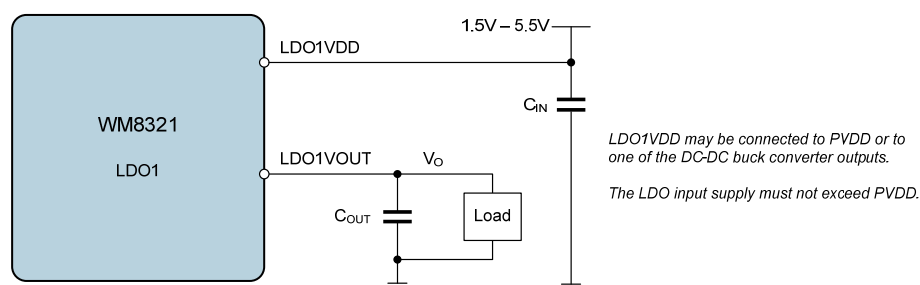 1.5V – 5.5V
LDO1VDD
CIN
WM8321
LDO1
LDO1VOUT
VO
COUT
Load
LDO1VDD may be connected to PVDD or to
one of the DC-DC buck converter outputs.
The LDO input supply must not exceed PVDD.